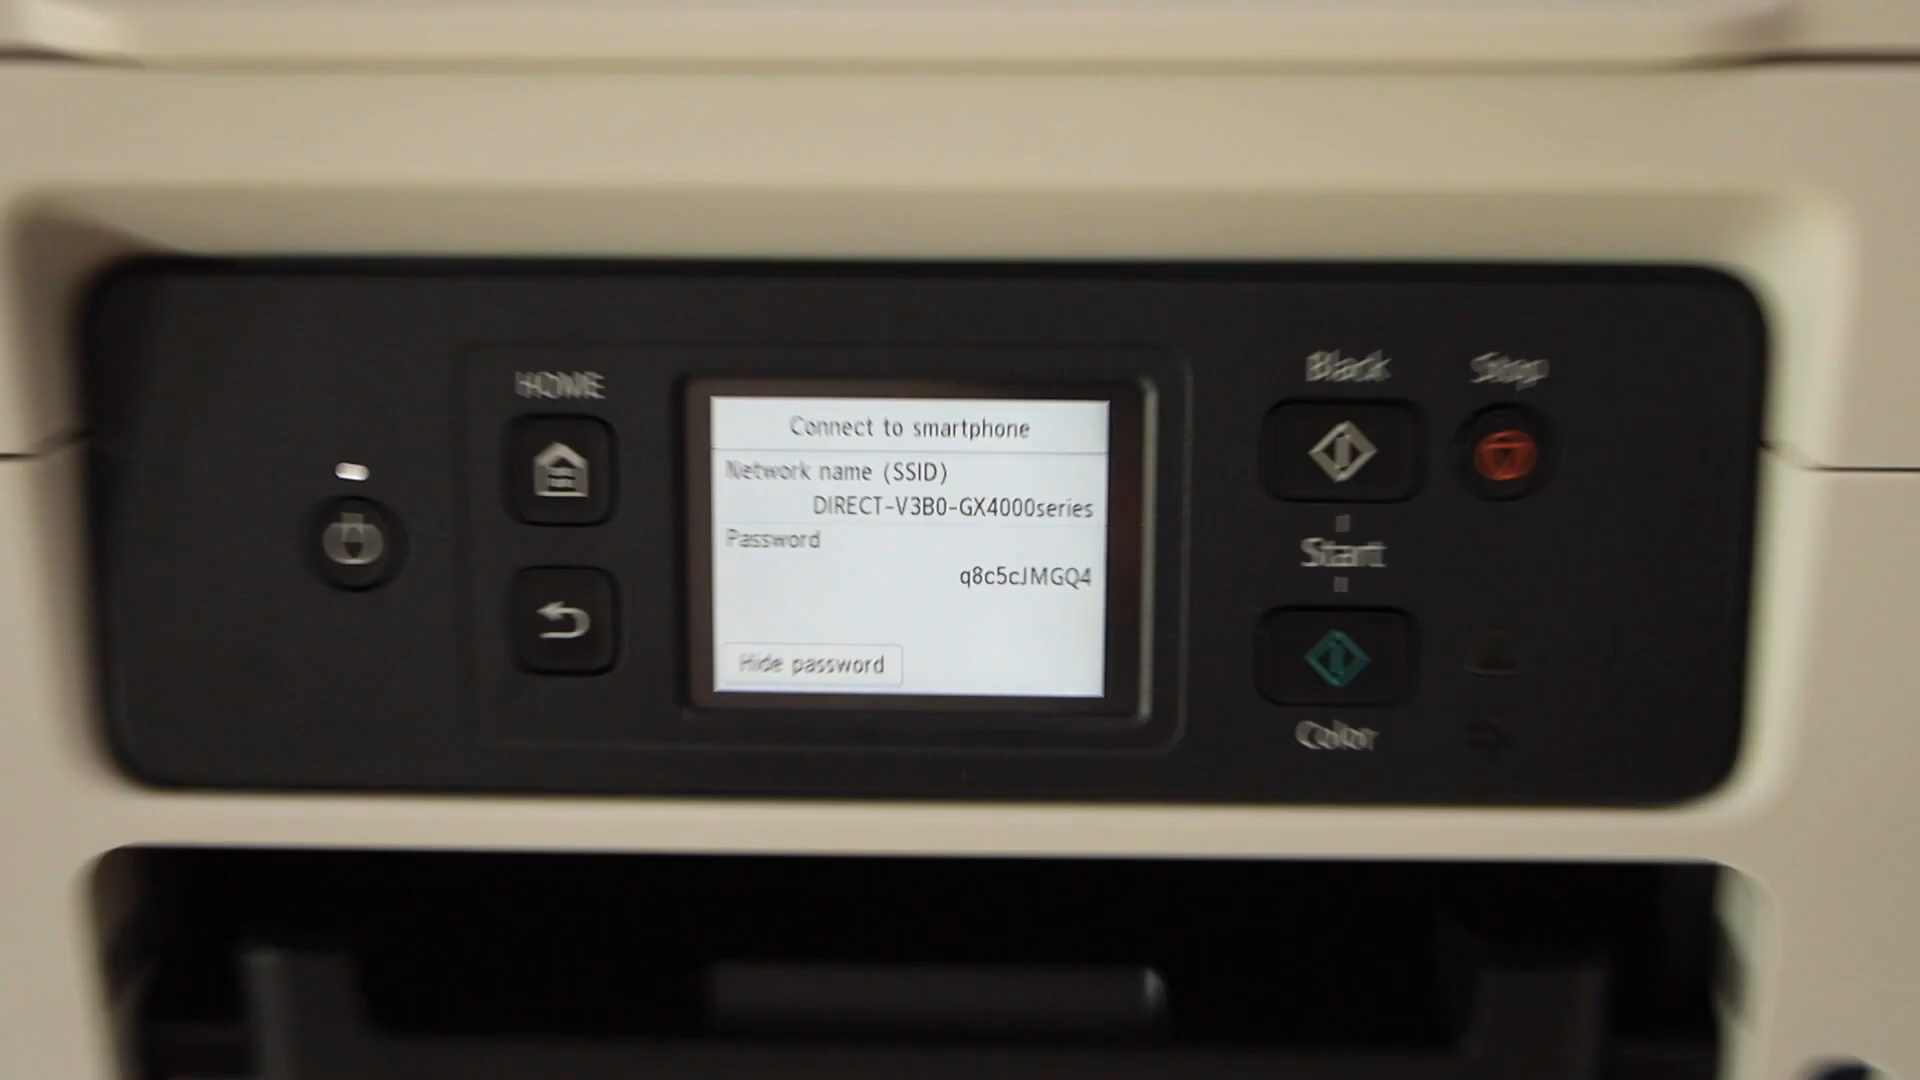 HOME
Black
Stop
Connect to smartphone
Network name (SSID)
DIRECT-V3B0-GX4000series
Password
q8c5cJMGQ4
Hide password
Start
Color